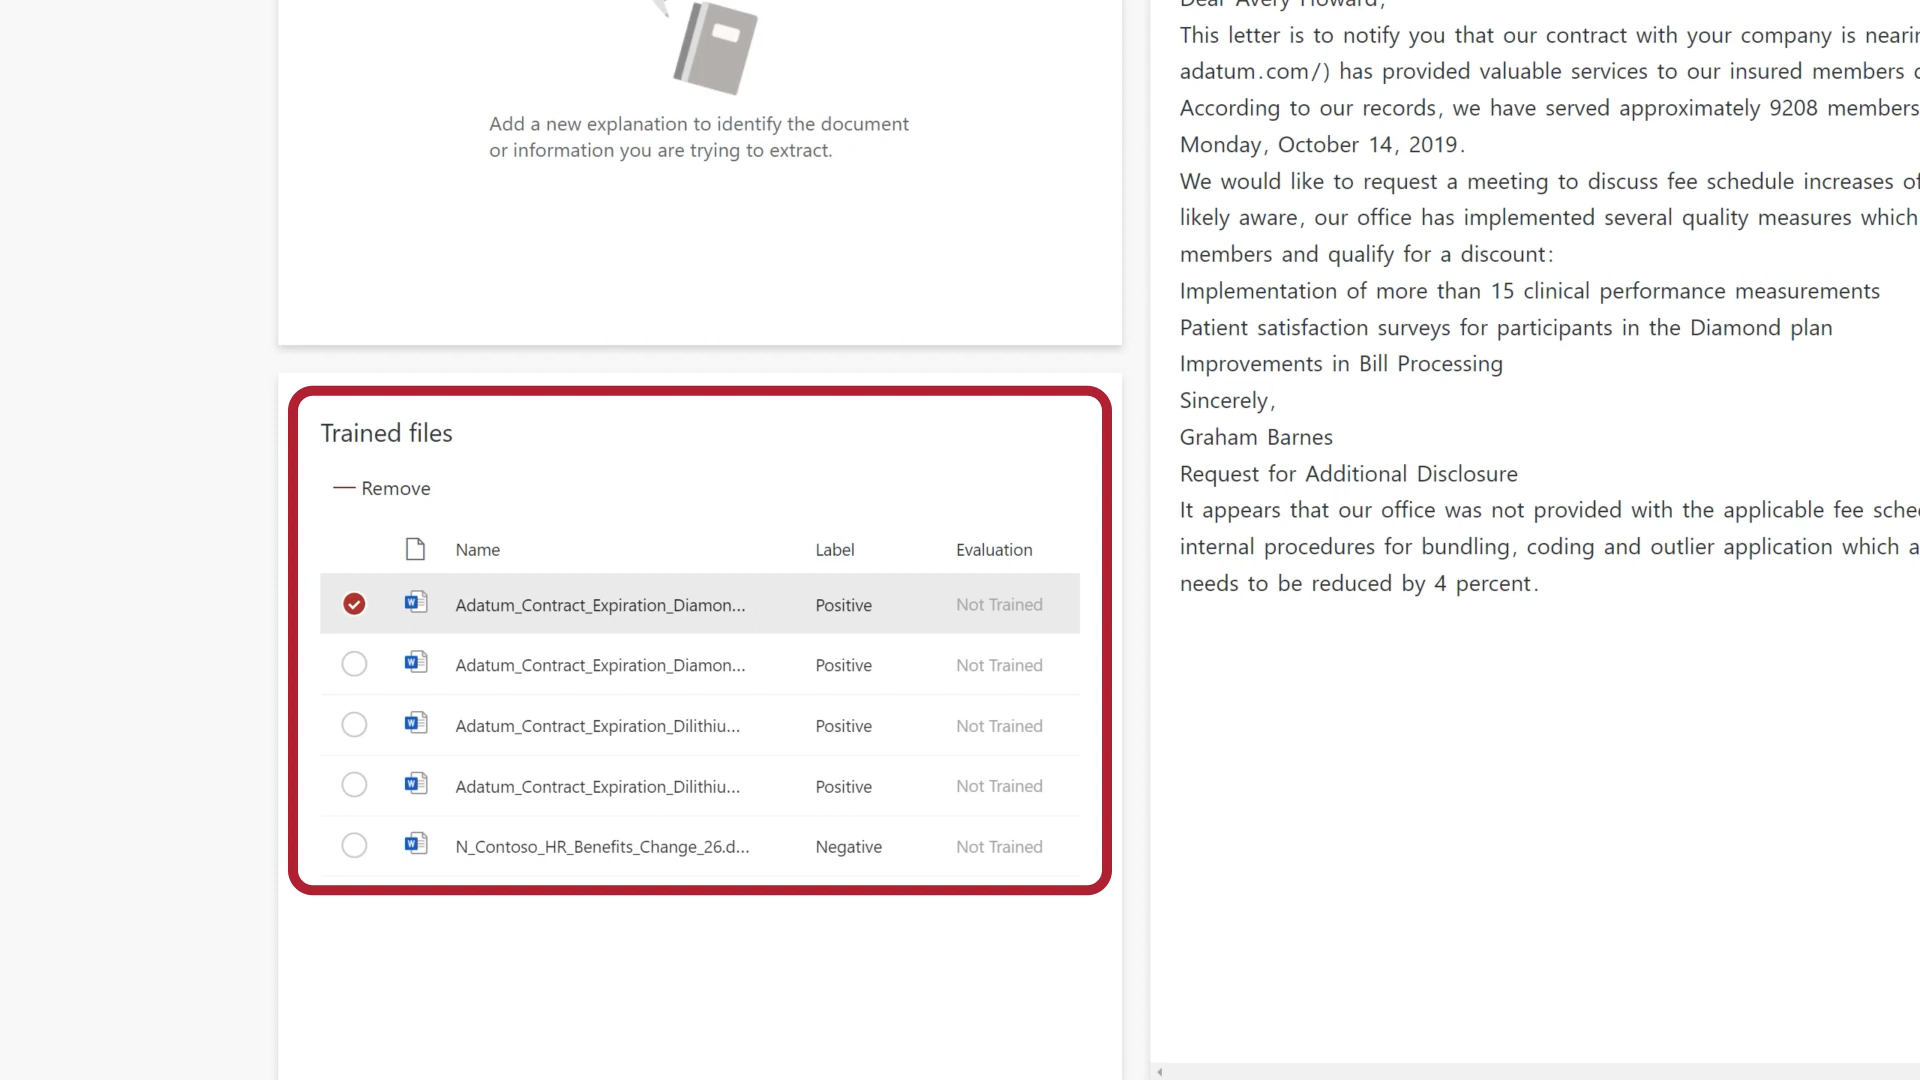 Add a new explanation to identify the document
or information you are trying to extract.
Trained files
Remove
Name Label Evaluation
Adatum_Contract_Expiration_Diamon... Positive Not Trained
Adatum_Contract_Expiration_Diamon... Positive Not Trained
Adatum_Contract_Expiration_Dilithiu... Positive Not Trained
Adatum_Contract_Expiration_Dilithiu... Positive Not Trained
N_Contoso_HR_Benefits_Change_26.d... Negative Not Trained
Dear Avery Howard,
This letter is to notify you that our contract with your company is
adatum.com/) has provided valuable services to our insured members
According to our records, we have served approximately 9208 members
Monday, October 14, 2019.
We would like to request a meeting to discuss fee schedule increases of
likely aware, our office has implemented several quality measures which
members and qualify for a discount:
Implementation of more than 15 clinical performance measurements
Patient satisfaction surveys for participants in the Diamond plan
Improvements in Bill Processing
Sincerely,
Graham Barnes
Request for Additional Disclosure
It appears that our office was not provided with the applicable fee
internal procedures for bundling, coding and outlier application which
needs to be reduced by 4 percent.